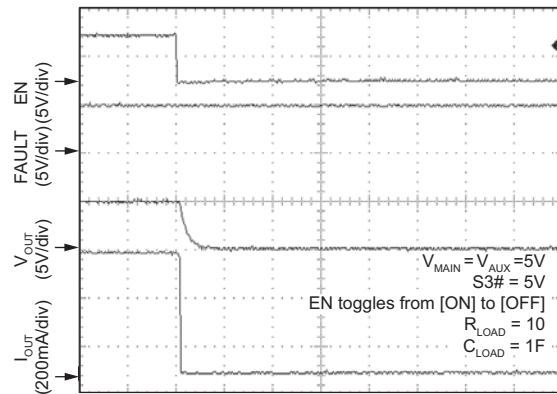 EN
(5V/div)
FAULT
(5V/div)
V_OUT
(5V/div)
I_OUT
(200mA/div)
V_MAIN = V_AUX = 5V
S3# = 5V
EN toggles from [ON] to [OFF]
R_LOAD = 10
C_LOAD = 1F